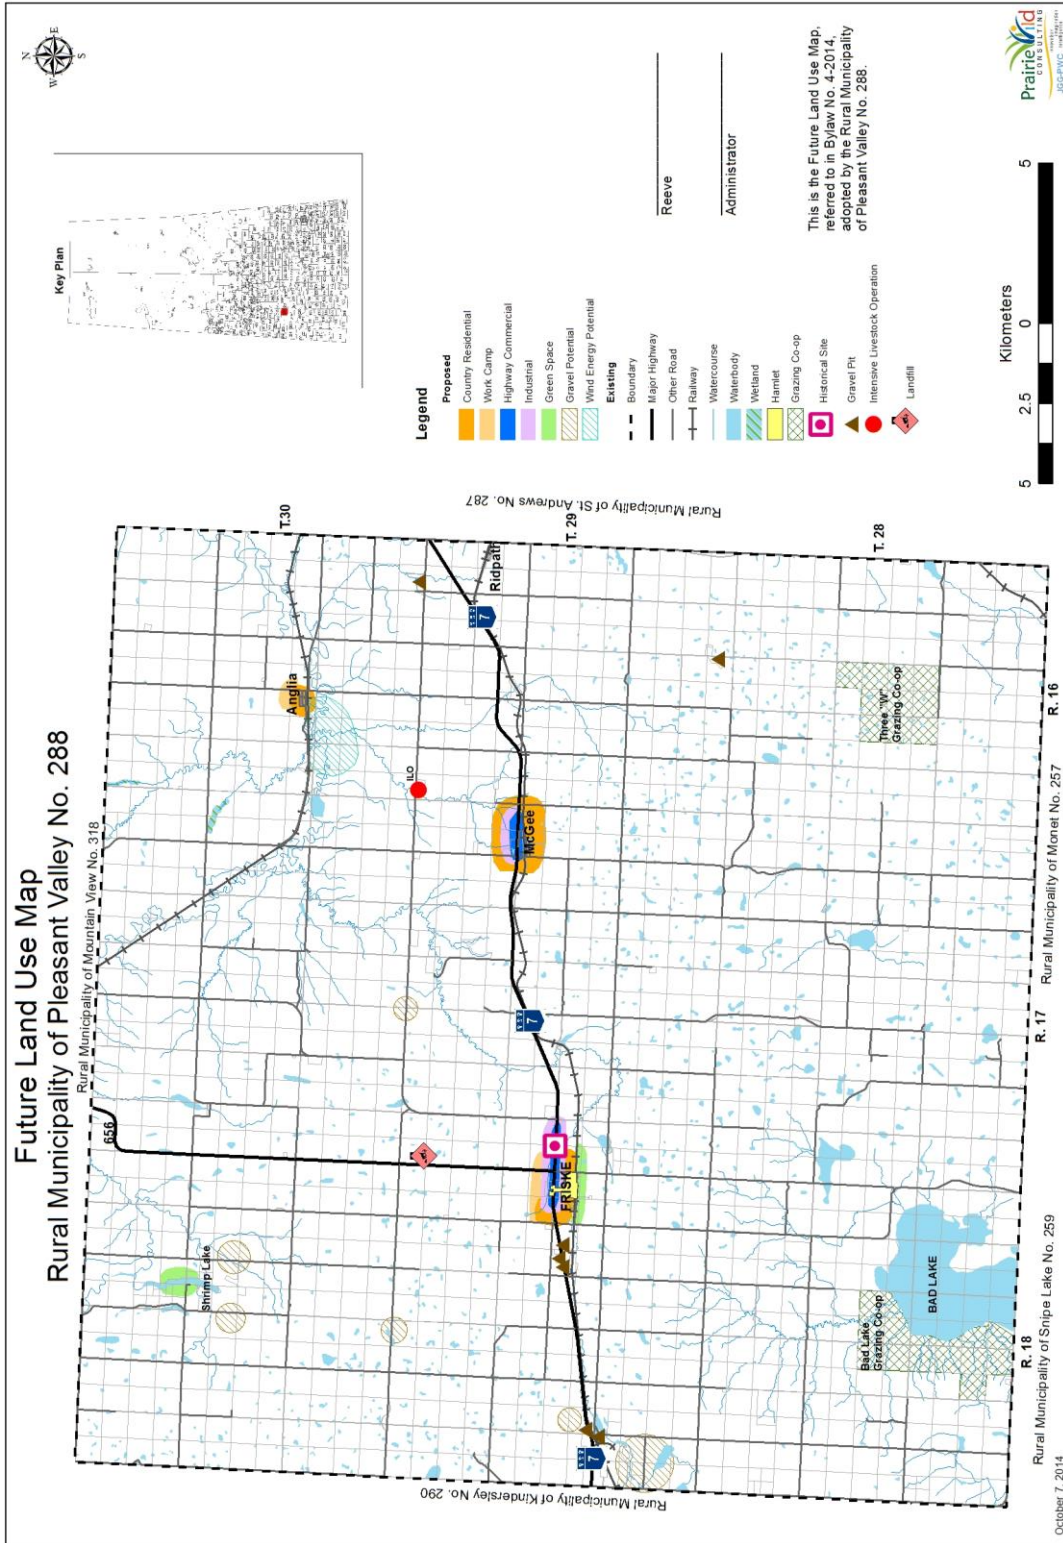 Future Land Use Map
Rural Municipality of Pleasant Valley No. 288
Rural Municipality of Mountain View No. 318
656
Shrimp Lake
Anglia
T.30
ILO
7
Ridpath
McGee
7
FRISKE
7
T. 29
T. 28
Bad Lake
Grazing Co-op
BAD LAKE
Three "W"
Grazing Co-op
R. 18
R. 17
R. 16
Rural Municipality of Kindersley No. 290
Rural Municipality of St. Andrews No. 287
Rural Municipality of Snipe Lake No. 259
Rural Municipality of Monet No. 257
October 7, 2014
N
W
E
S
Key Plan
Legend
Proposed
Country Residential
Work Camp
Highway Commercial
Industrial
Green Space
Gravel Potential
Wind Energy Potential
Existing
Boundary
Major Highway
Other Road
Railway
Watercourse
Waterbody
Wetland
Hamlet
Grazing Co-op
Historical Site
Gravel Pit
Intensive Livestock Operation
Landfill
Reeve
Administrator
This is the Future Land Use Map,
referred to in Bylaw No. 4-2014,
adopted by the Rural Municipality
of Pleasant Valley No. 288.
5
2.5
0
5
Kilometers
Prairie Wild
CONSULTING
JGG-PWC